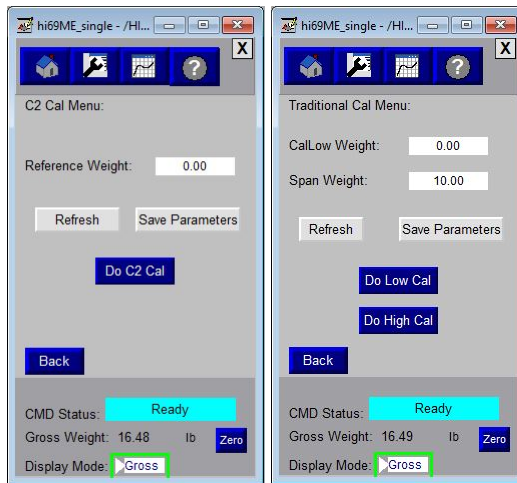 hi69ME_single - /HI...
X
?
C2 Cal Menu:
Reference Weight: 0.00
Refresh Save Parameters
Do C2 Cal
Back
CMD Status: Ready
Gross Weight: 16.48 lb Zero
Display Mode: Gross
hi69ME_single - /HI...
X
?
Traditional Cal Menu:
CalLow Weight: 0.00
Span Weight: 10.00
Refresh Save Parameters
Do Low Cal
Do High Cal
Back
CMD Status: Ready
Gross Weight: 16.49 lb Zero
Display Mode: Gross